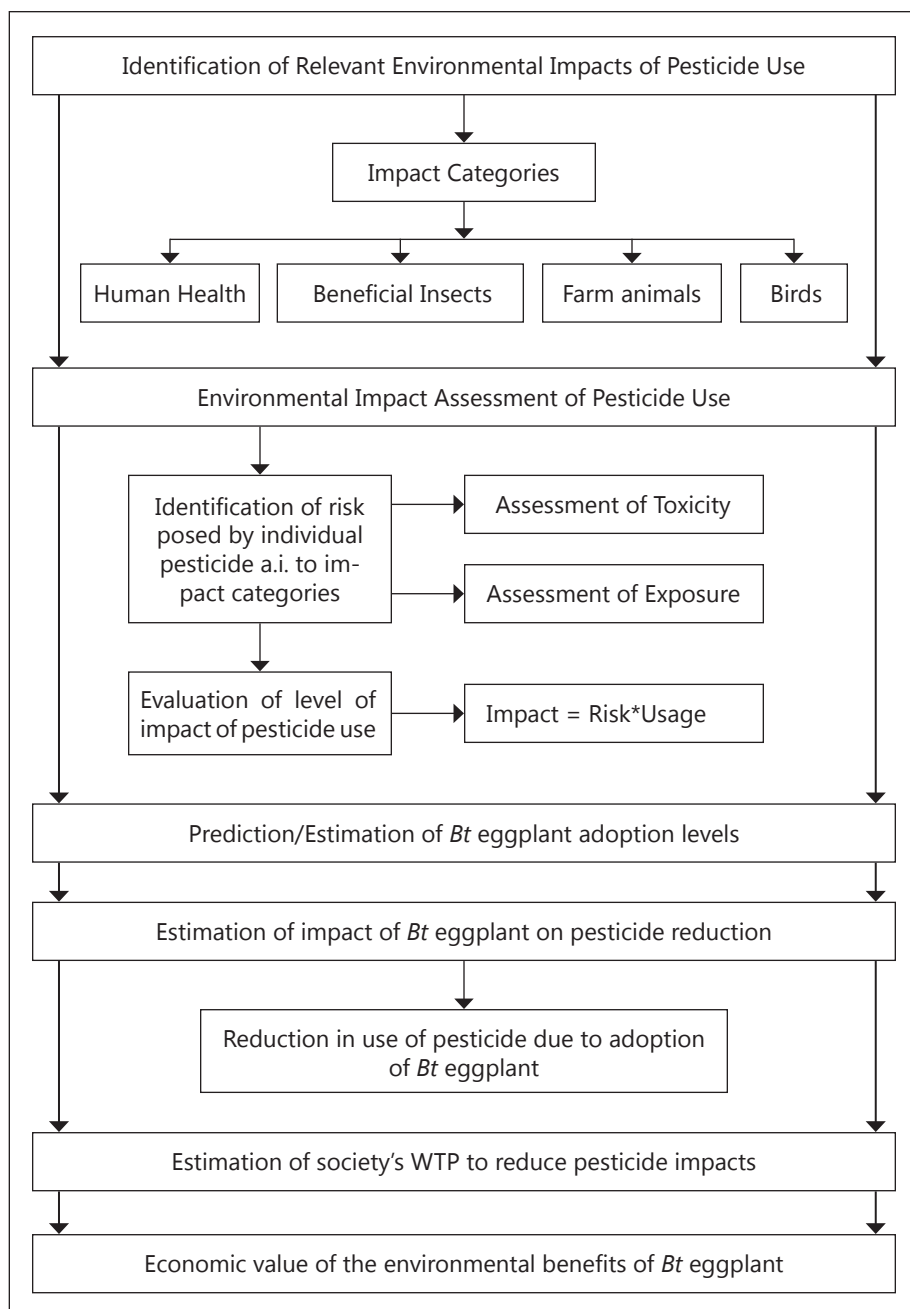 Identification of Relevant Environmental Impacts of Pesticide Use
Impact Categories
Human Health
Beneficial Insects
Farm animals
Birds
Environmental Impact Assessment of Pesticide Use
Identification of risk
posed by individual
pesticide a.i. to im-
pact categories
Assessment of Toxicity
Assessment of Exposure
Evaluation of level of
impact of pesticide use
Impact = Risk*Usage
Prediction/Estimation of Bt eggplant adoption levels
Estimation of impact of Bt eggplant on pesticide reduction
Reduction in use of pesticide due to adoption
of Bt eggplant
Estimation of society's WTP to reduce pesticide impacts
Economic value of the environmental benefits of Bt eggplant